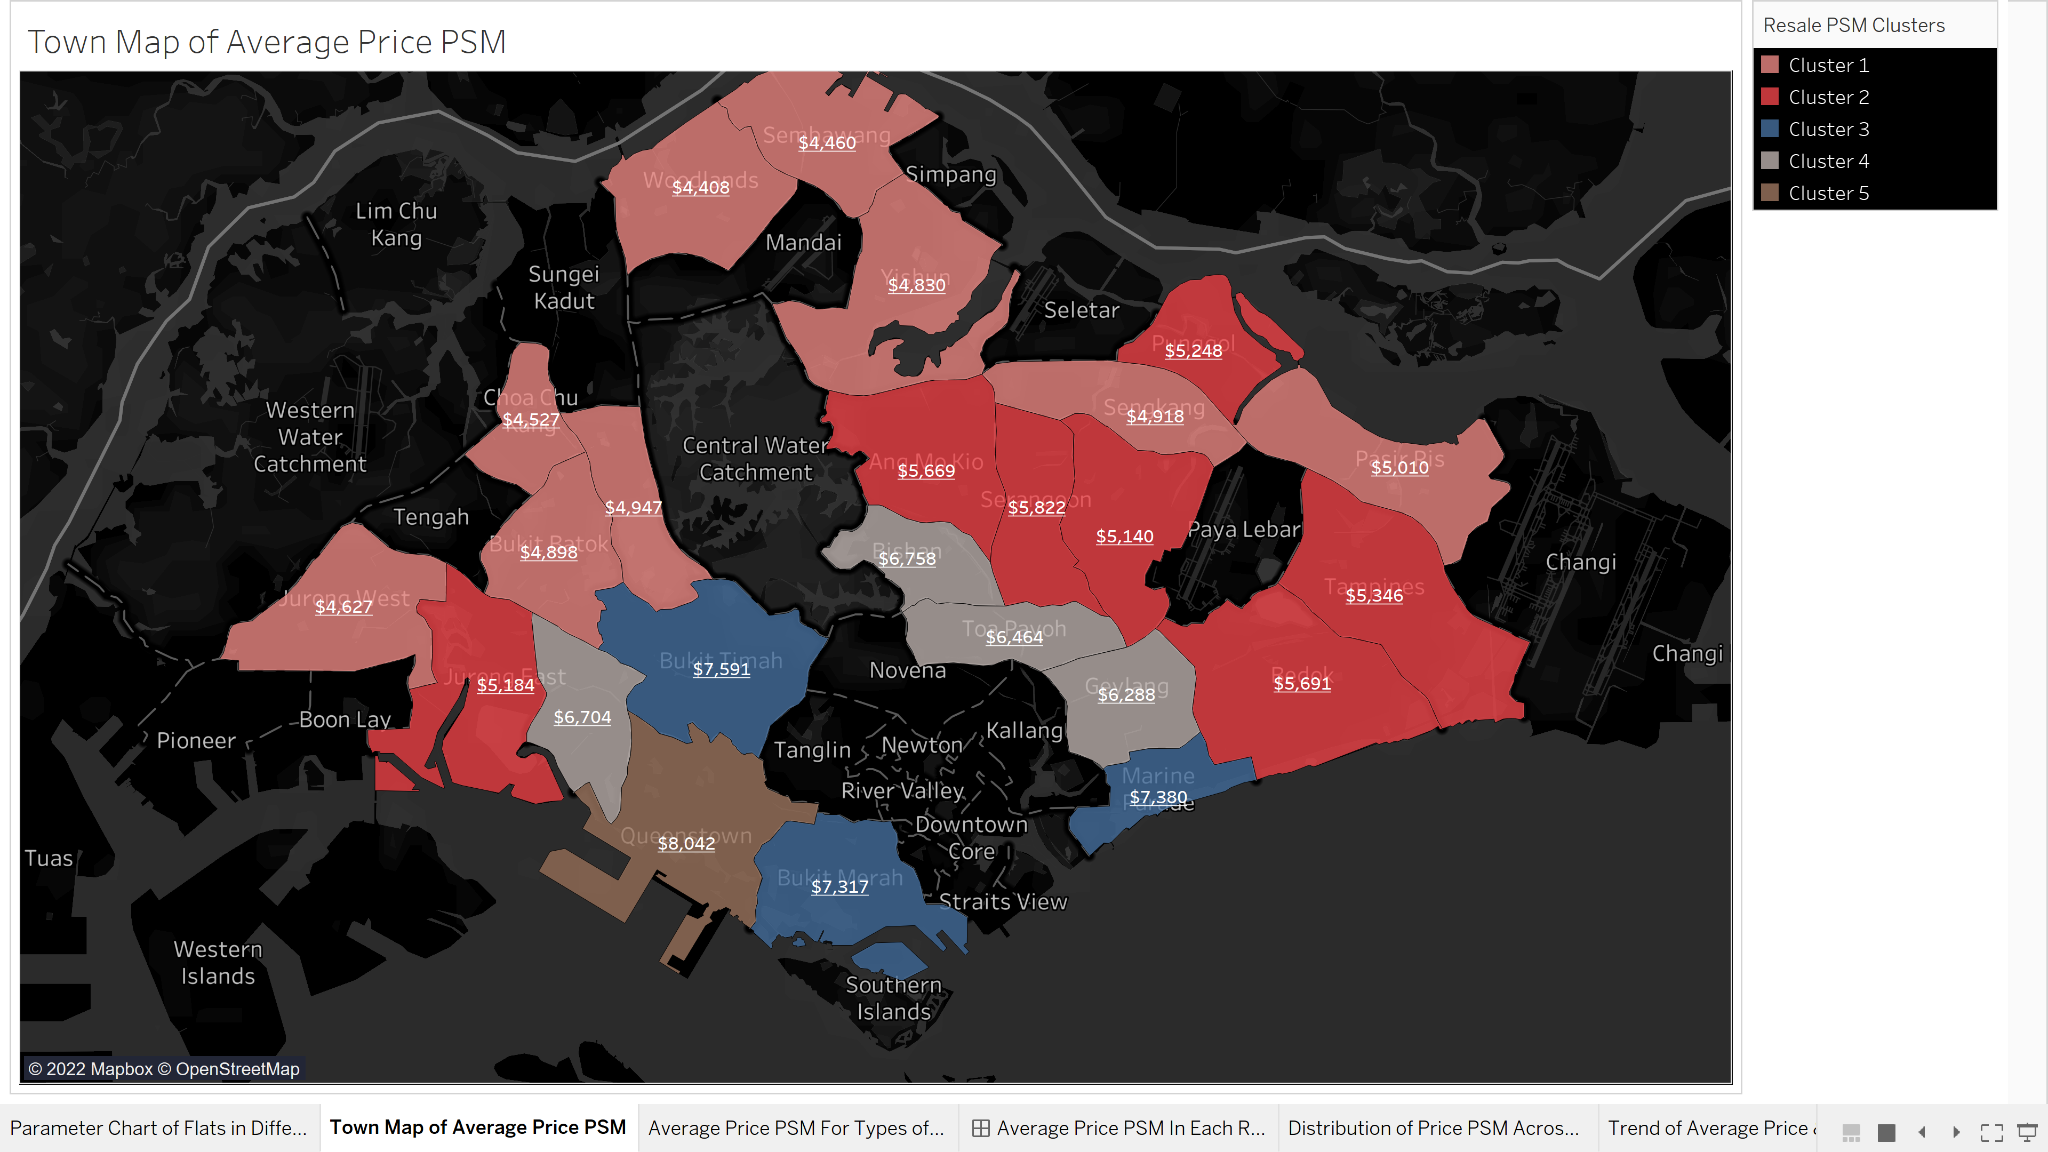 Town Map of Average Price PSM
Resale PSM Clusters
Cluster 1
Cluster 2
Cluster 3
Cluster 4
Cluster 5
Sembawang
$4,460
Woodlands
$4,408
Simpang
Lim Chu
Kang
Mandai
Sungei
Kadut
Yishun
$4,830
Seletar
Punggol
$5,248
Choa Chu
Kang
$4,527
Western
Water
Catchment
Central Water
Catchment
Sengkang
$4,918
Ang Mo Kio
$5,669
Pasir Ris
$5,010
Serangoon
$5,822
$4,947
Tengah
Bukit Batok
$4,898
$5,140
Paya Lebar
Bishan
$6,758
Changi
Jurong West
$4,627
Tampines
$5,346
Toa Payoh
$6,464
Changi
Bukit Timah
$7,591
Novena
Jurong East
$5,184
Geylang
$6,288
Bedok
$5,691
$6,704
Boon Lay
Pioneer
Tanglin
Newton
Kallang
River Valley
Marine
Parade
$7,380
Downtown
Core
Queenstown
$8,042
Tuas
Bukit Merah
$7,317
Straits View
Western
Islands
Southern
Islands
© 2022 Mapbox © OpenStreetMap
Parameter Chart of Flats in Diffe...
Town Map of Average Price PSM
Average Price PSM For Types of...
Average Price PSM In Each R...
Distribution of Price PSM Acros...
Trend of Average Price